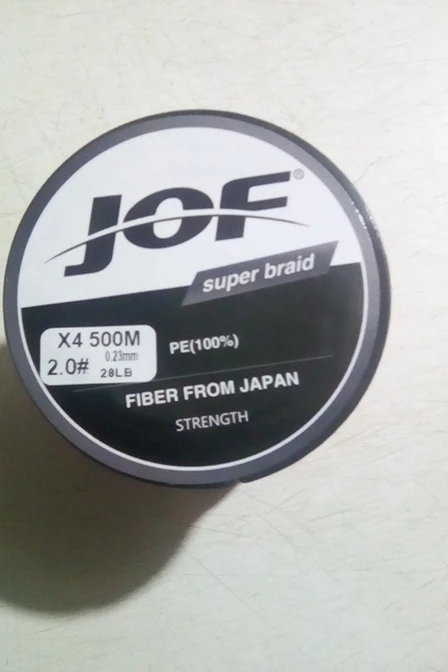 JOF®
super braid
X4 500M
0.23mm
2.0# 28LB
PE(100%)
FIBER FROM JAPAN
STRENGTH